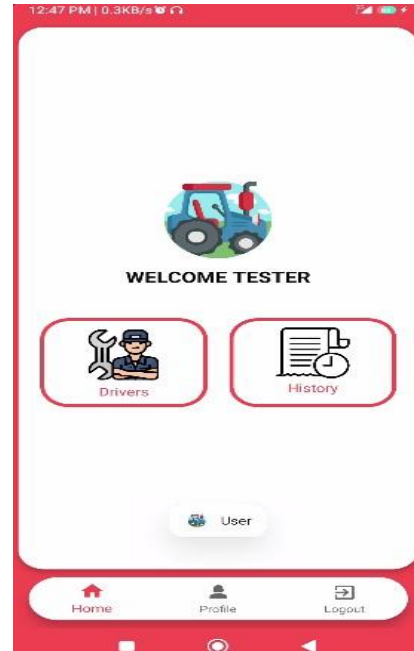 12:47 PM | 0.3KB/s
WELCOME TESTER
Drivers
History
User
Home
Profile
Logout